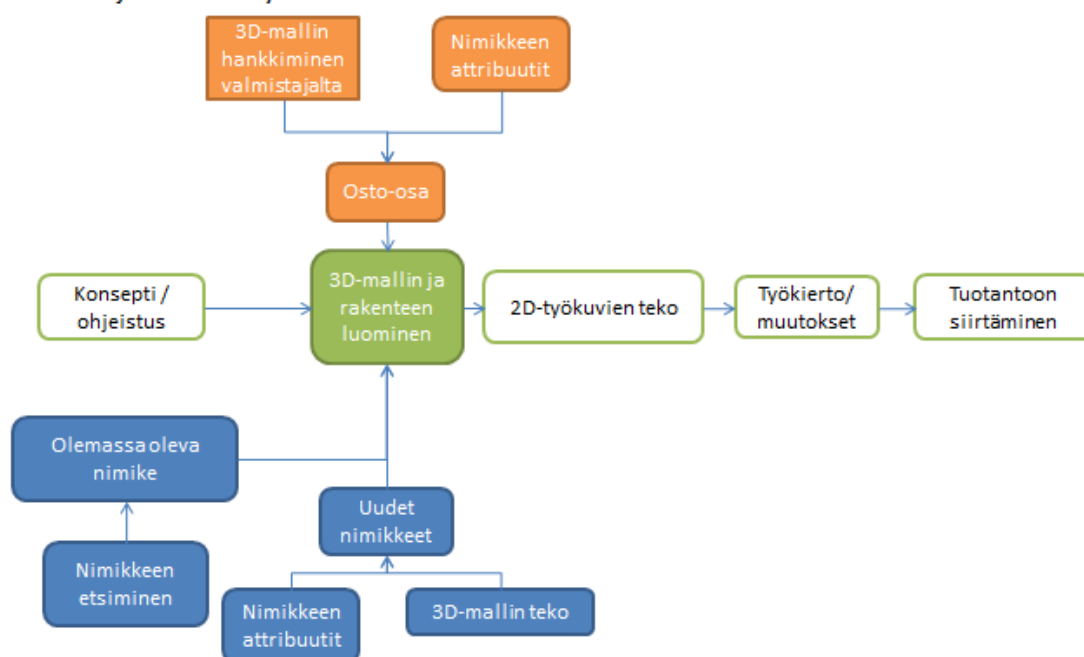 3D-mallin
hankkiminen
valmistajalta
Nimikkeen
attribuutit
Osto-osa
Konsepti /
ohjeistus
3D-mallin ja
rakenteen
luominen
2D-työkuvien teko
Työkierto/
muutokset
Tuotantoon
siirtäminen
Olemassa oleva
nimike
Uudet
nimikkeet
Nimikkeen
etsiminen
Nimikkeen
attribuutit
3D-mallin teko